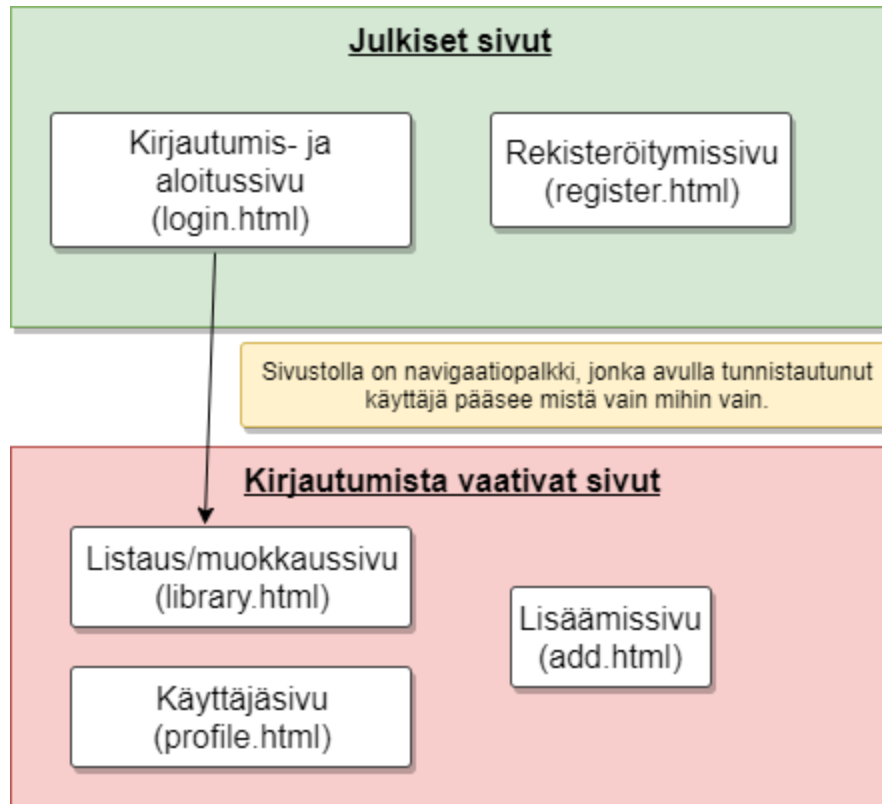 Julkiset sivut
Kirjautumis- ja
aloitussivu
(login.html)
Rekisteröitymissivu
(register.html)
Sivustolla on navigaatiopalkki, jonka avulla tunnistautunut
käyttäjä pääsee mistä vain mihin vain.
Kirjautumista vaativat sivut
Listaus/muokkaussivu
(library.html)
Lisäämissivu
(add.html)
Käyttäjäsivu
(profile.html)